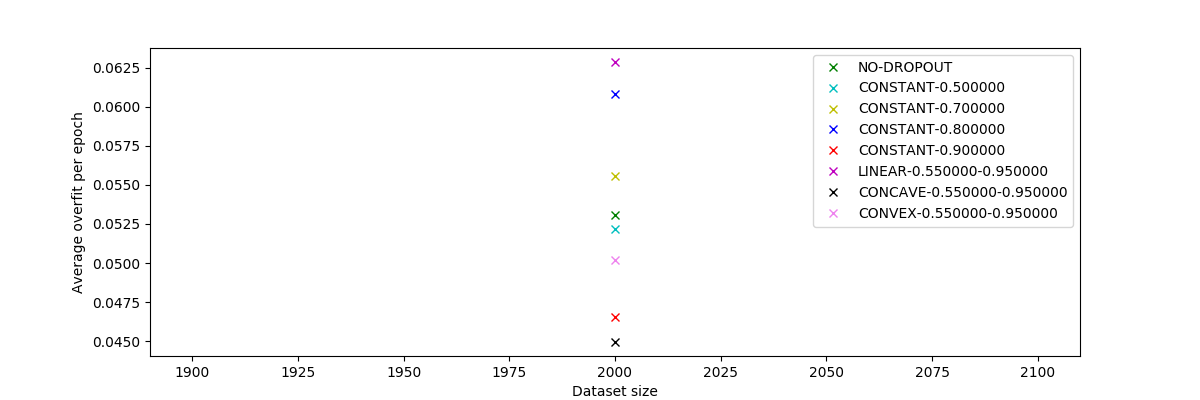 0.0625
0.0600
0.0575
0.0550
0.0525
0.0500
0.0475
0.0450
Average overfit per epoch
NO-DROPOUT
CONSTANT-0.500000
CONSTANT-0.700000
CONSTANT-0.800000
CONSTANT-0.900000
LINEAR-0.550000-0.950000
CONCAVE-0.550000-0.950000
CONVEX-0.550000-0.950000
1900 1925 1950 1975 2000 2025 2050 2075 2100
Dataset size